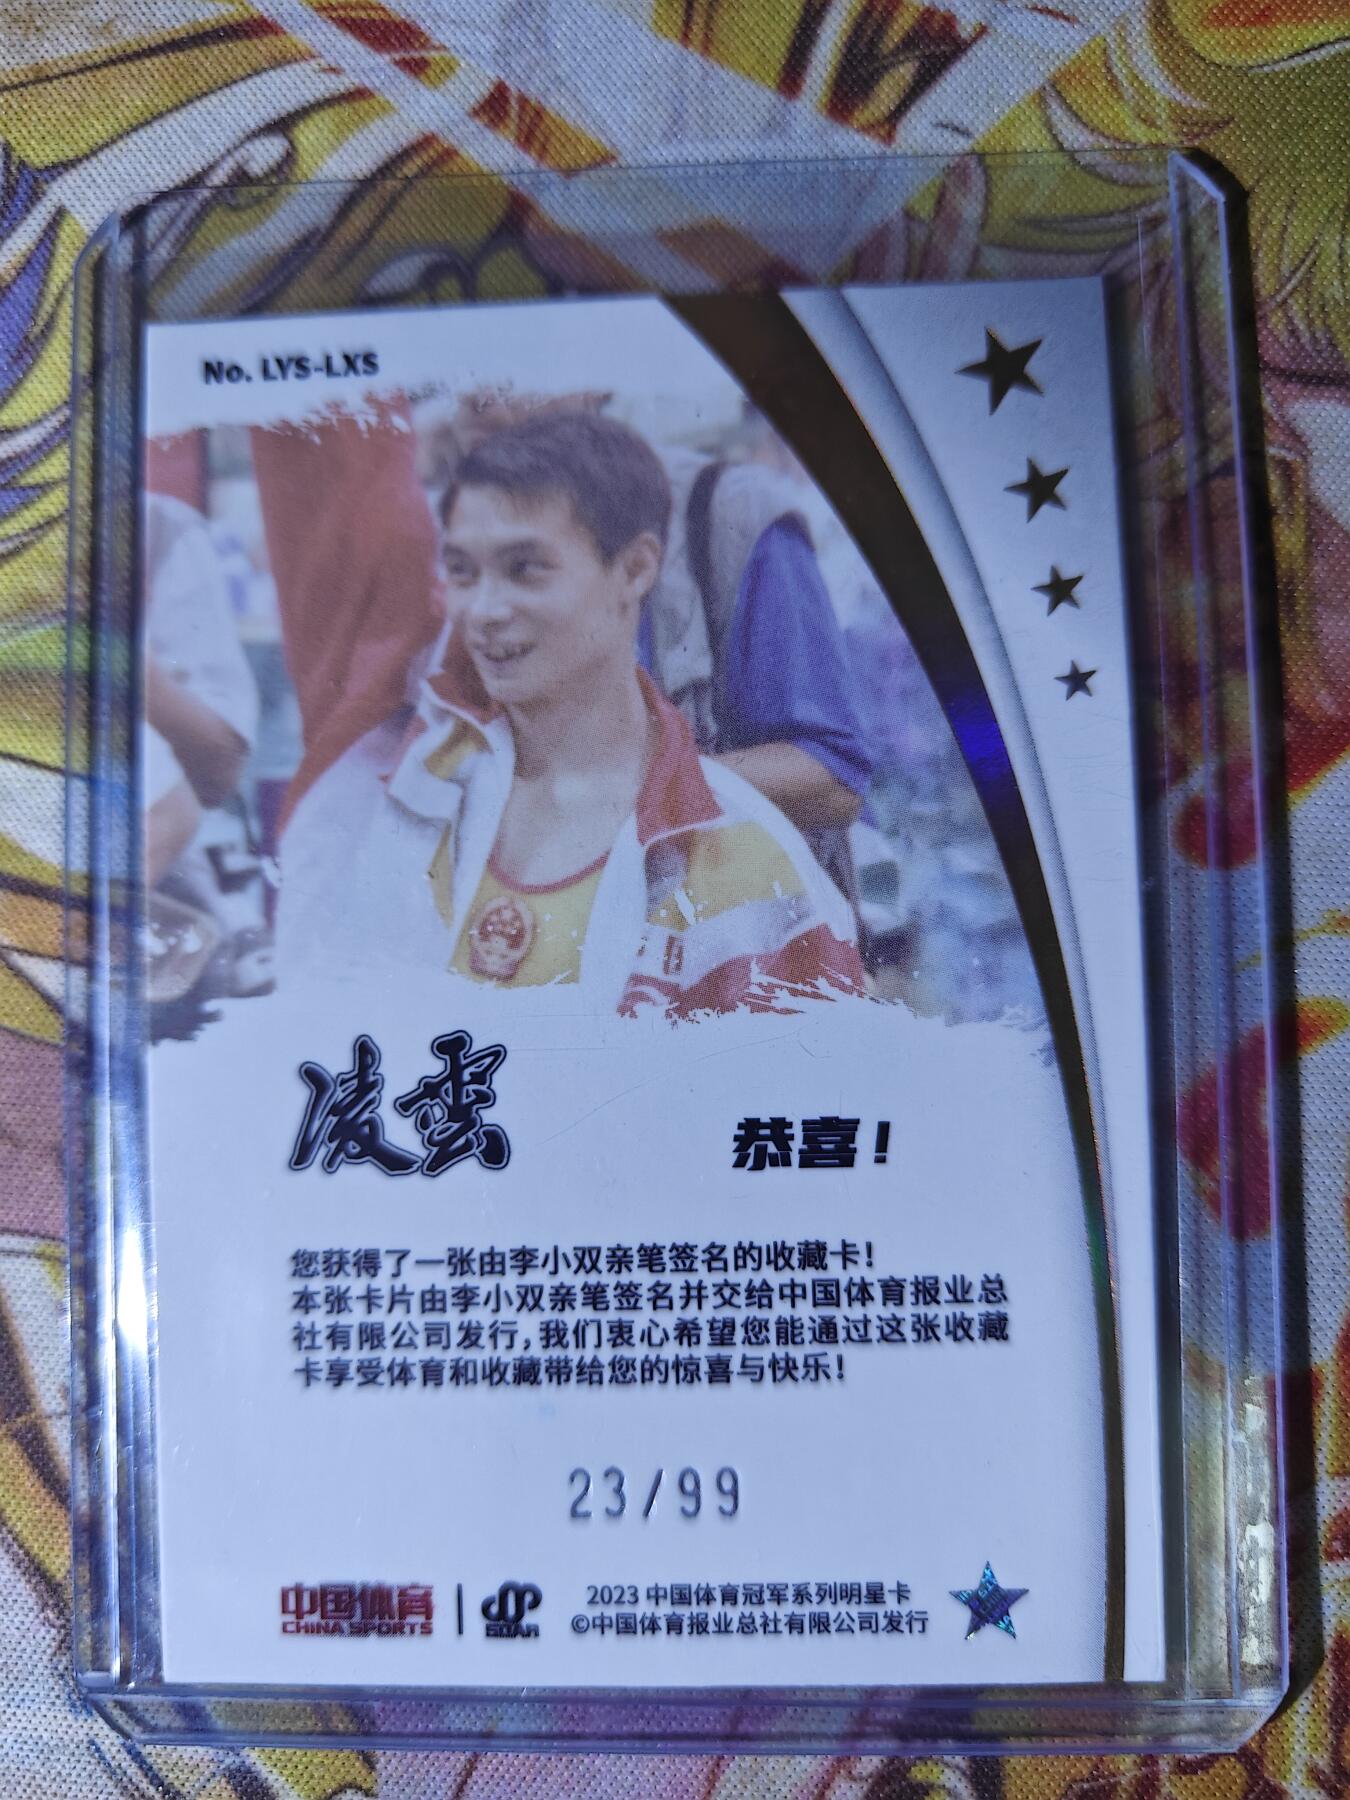 No. LYS-LXS
凌雲
恭喜！
您获得了一张由李小双亲笔签名的收藏卡！
本张卡片由李小双亲笔签名并交给中国体育报业总
社有限公司发行，我们衷心希望您能通过这张收藏
卡享受体育和收藏带给您的惊喜与快乐！
23/99
中国体育
CHINA SPORTS
2023 中国体育冠军系列明星卡
©中国体育报业总社有限公司发行